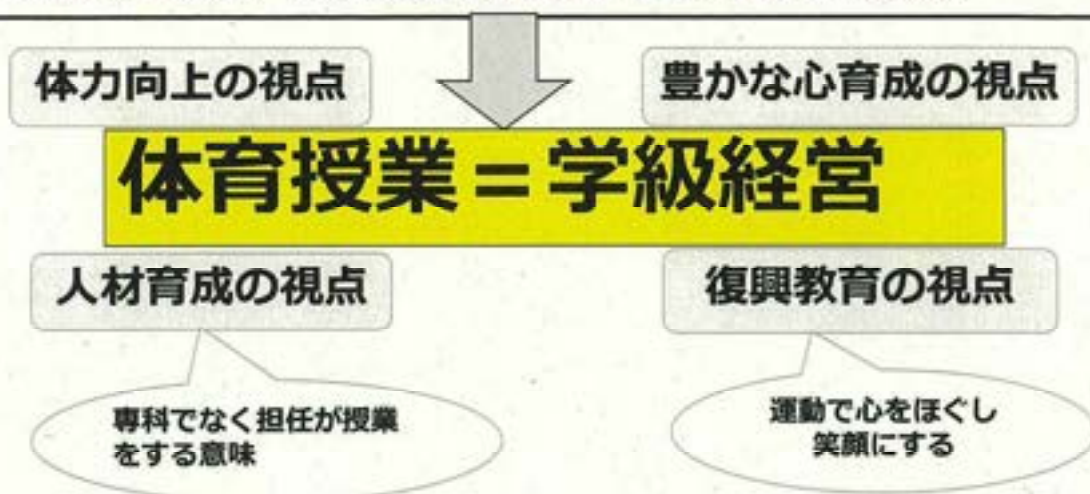 体力向上の視点
豊かな心育成の視点
体育授業＝学級経営
人材育成の視点
復興教育の視点
専科でなく担任が授業
をする意味
運動で心をほぐし
笑顔にする